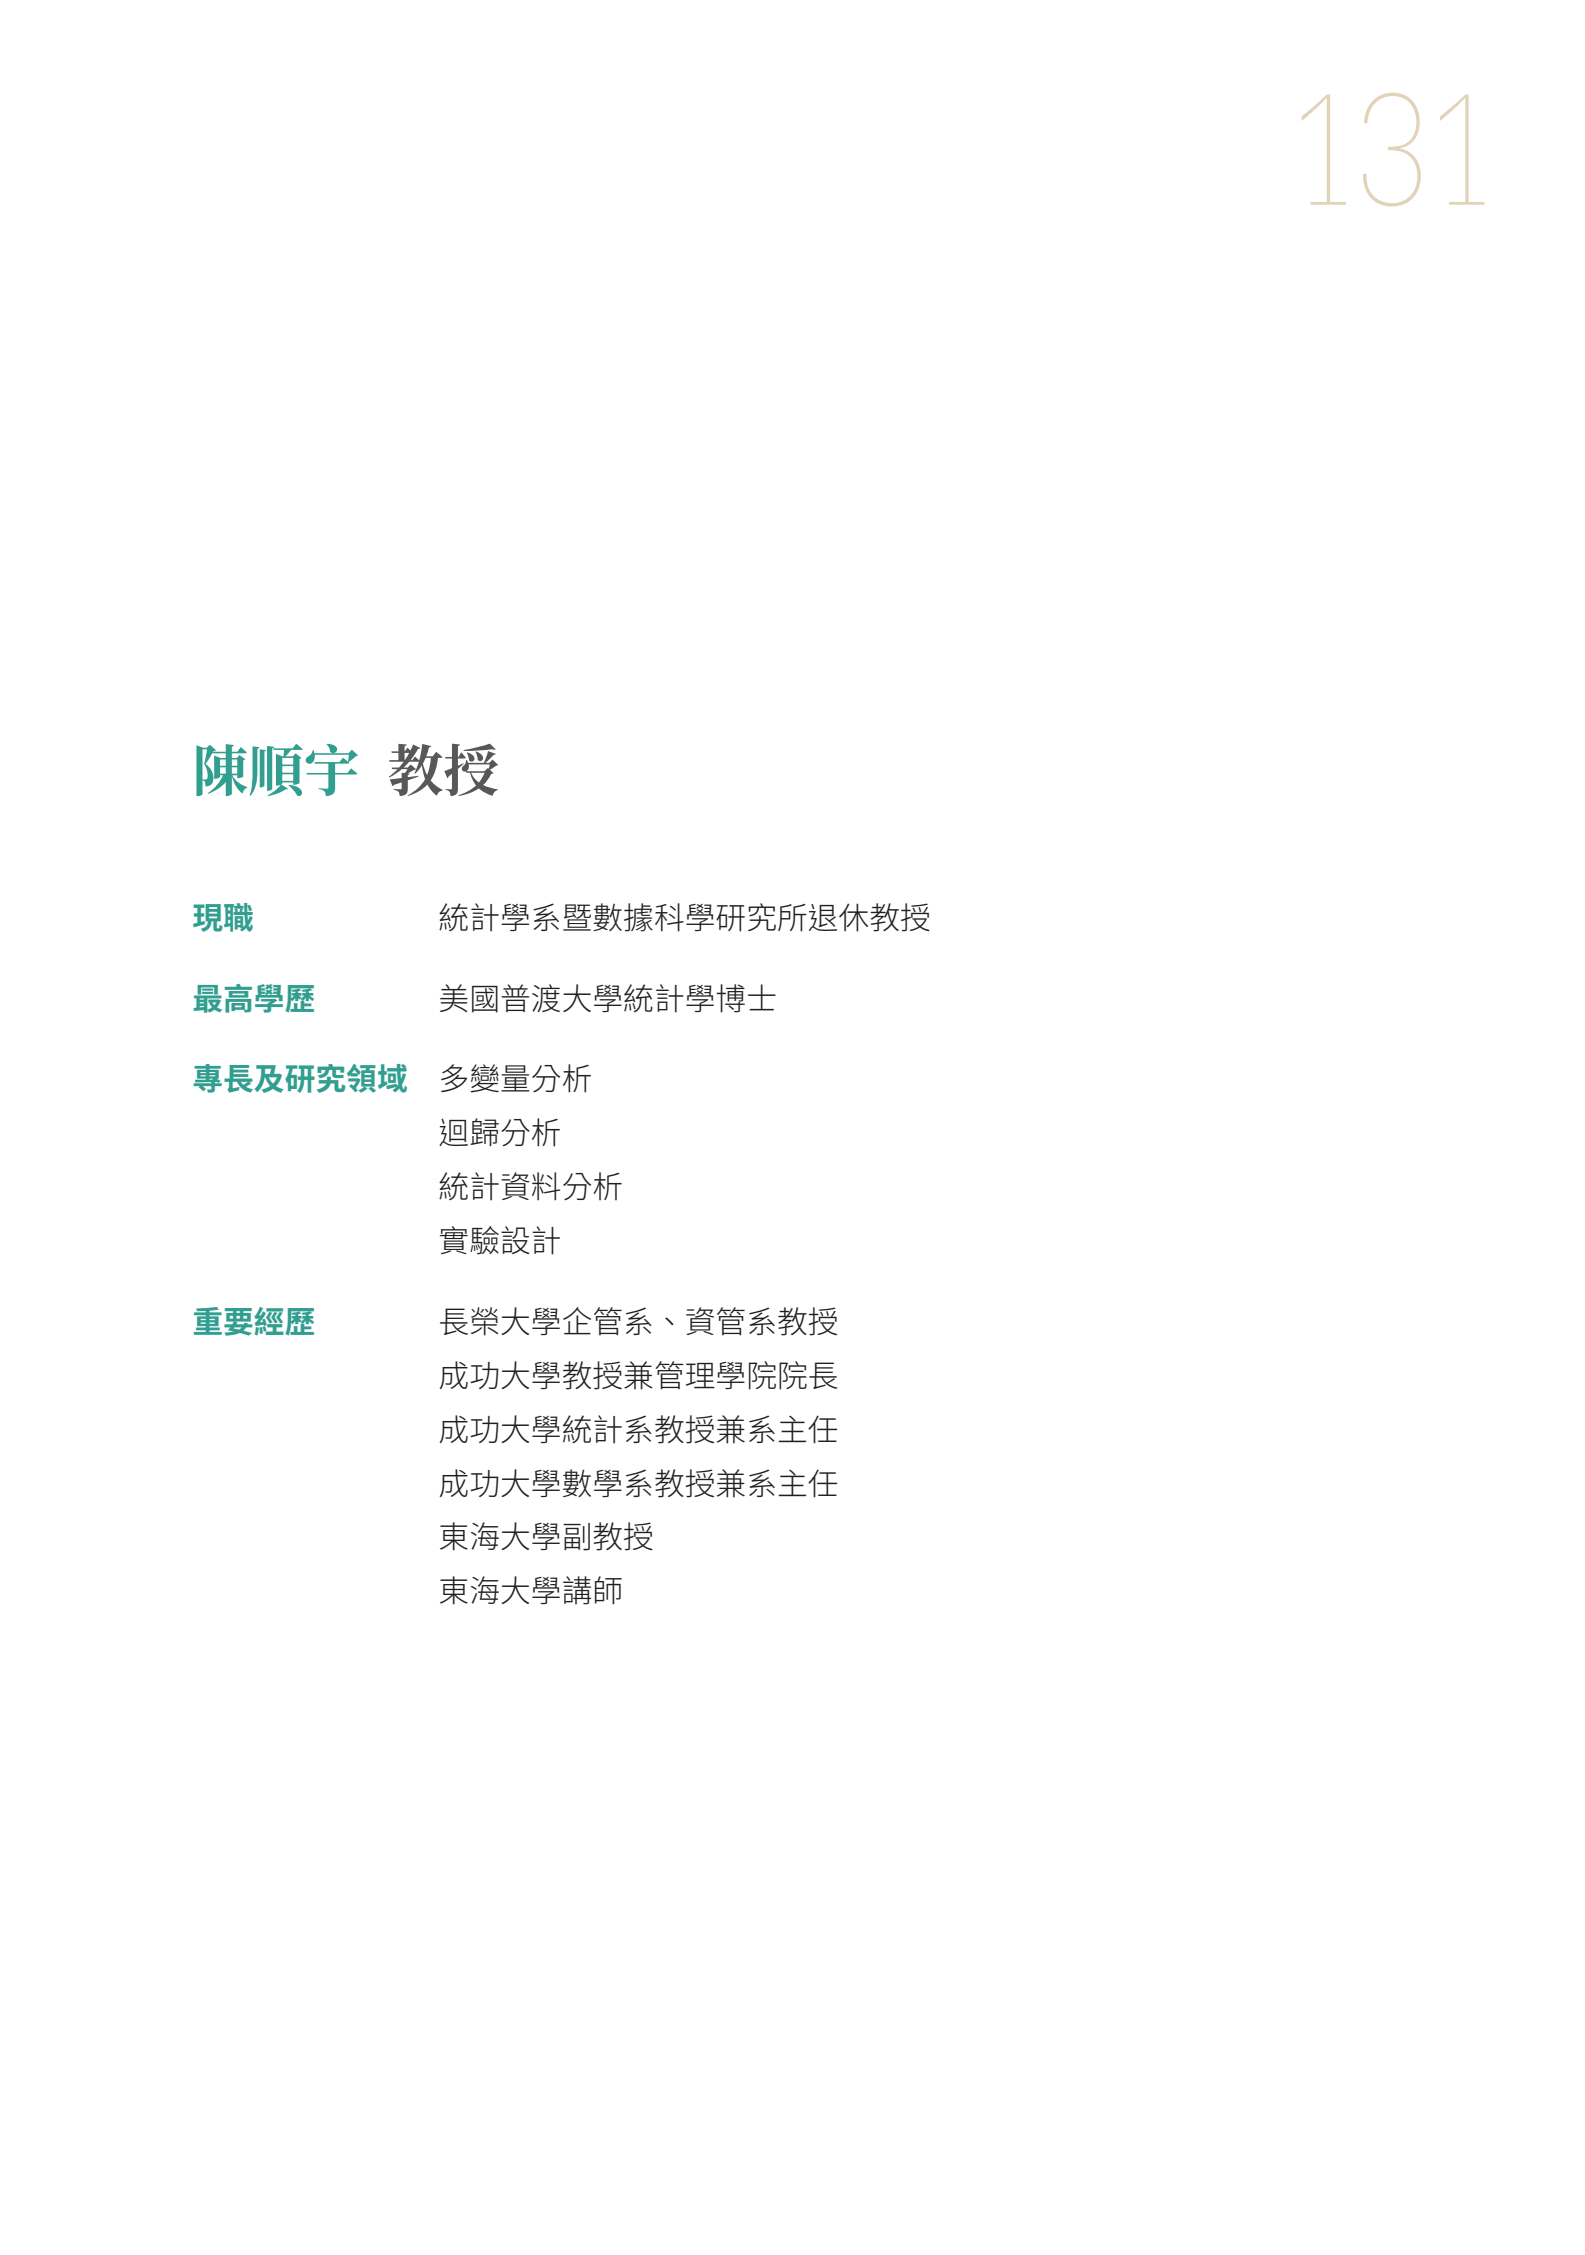 131
陳順宇 教授
現職 統計學系暨數據科學研究所退休教授
最高學歷 美國普渡大學統計學博士
專長及研究領域 多變量分析
迴歸分析
統計資料分析
實驗設計
重要經歷 長榮大學企管系、資管系教授
成功大學教授兼管理學院院長
成功大學統計系教授兼系主任
成功大學數學系教授兼系主任
東海大學副教授
東海大學講師